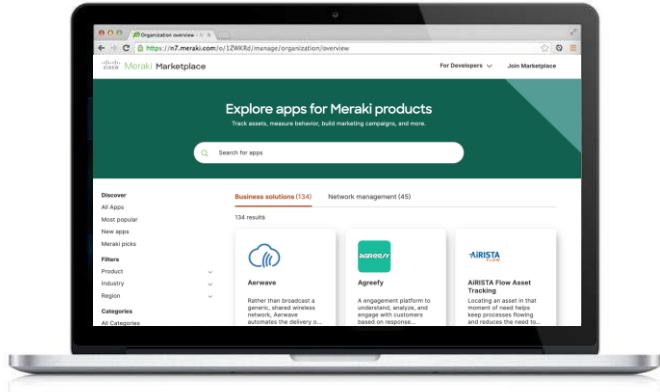 Organization overview - 
https://n7.meraki.com/o/1ZWKRd/manage/organization/overview
cisco Meraki Marketplace
For Developers
Join Marketplace
Explore apps for Meraki products
Track assets, measure behavior, build marketing campaigns, and more.
Search for apps
Discover
All Apps
Most popular
New apps
Meraki picks
Filters
Product
Industry
Region
Categories
All Categories
Business solutions (134)
Network management (45)
134 results
Aerwave
Rather than broadcast a
generic, shared wireless
network, Aerwave
automates the delivery o...
AGREEFY
Agreefy
A engagement platform to
understand, analyze, and
engage with customers
based on response...
AiRISTA
FLOW
AiRISTA Flow Asset
Tracking
Locating an asset in that
moment of need helps
keep processes flowing
and reduces the need to...